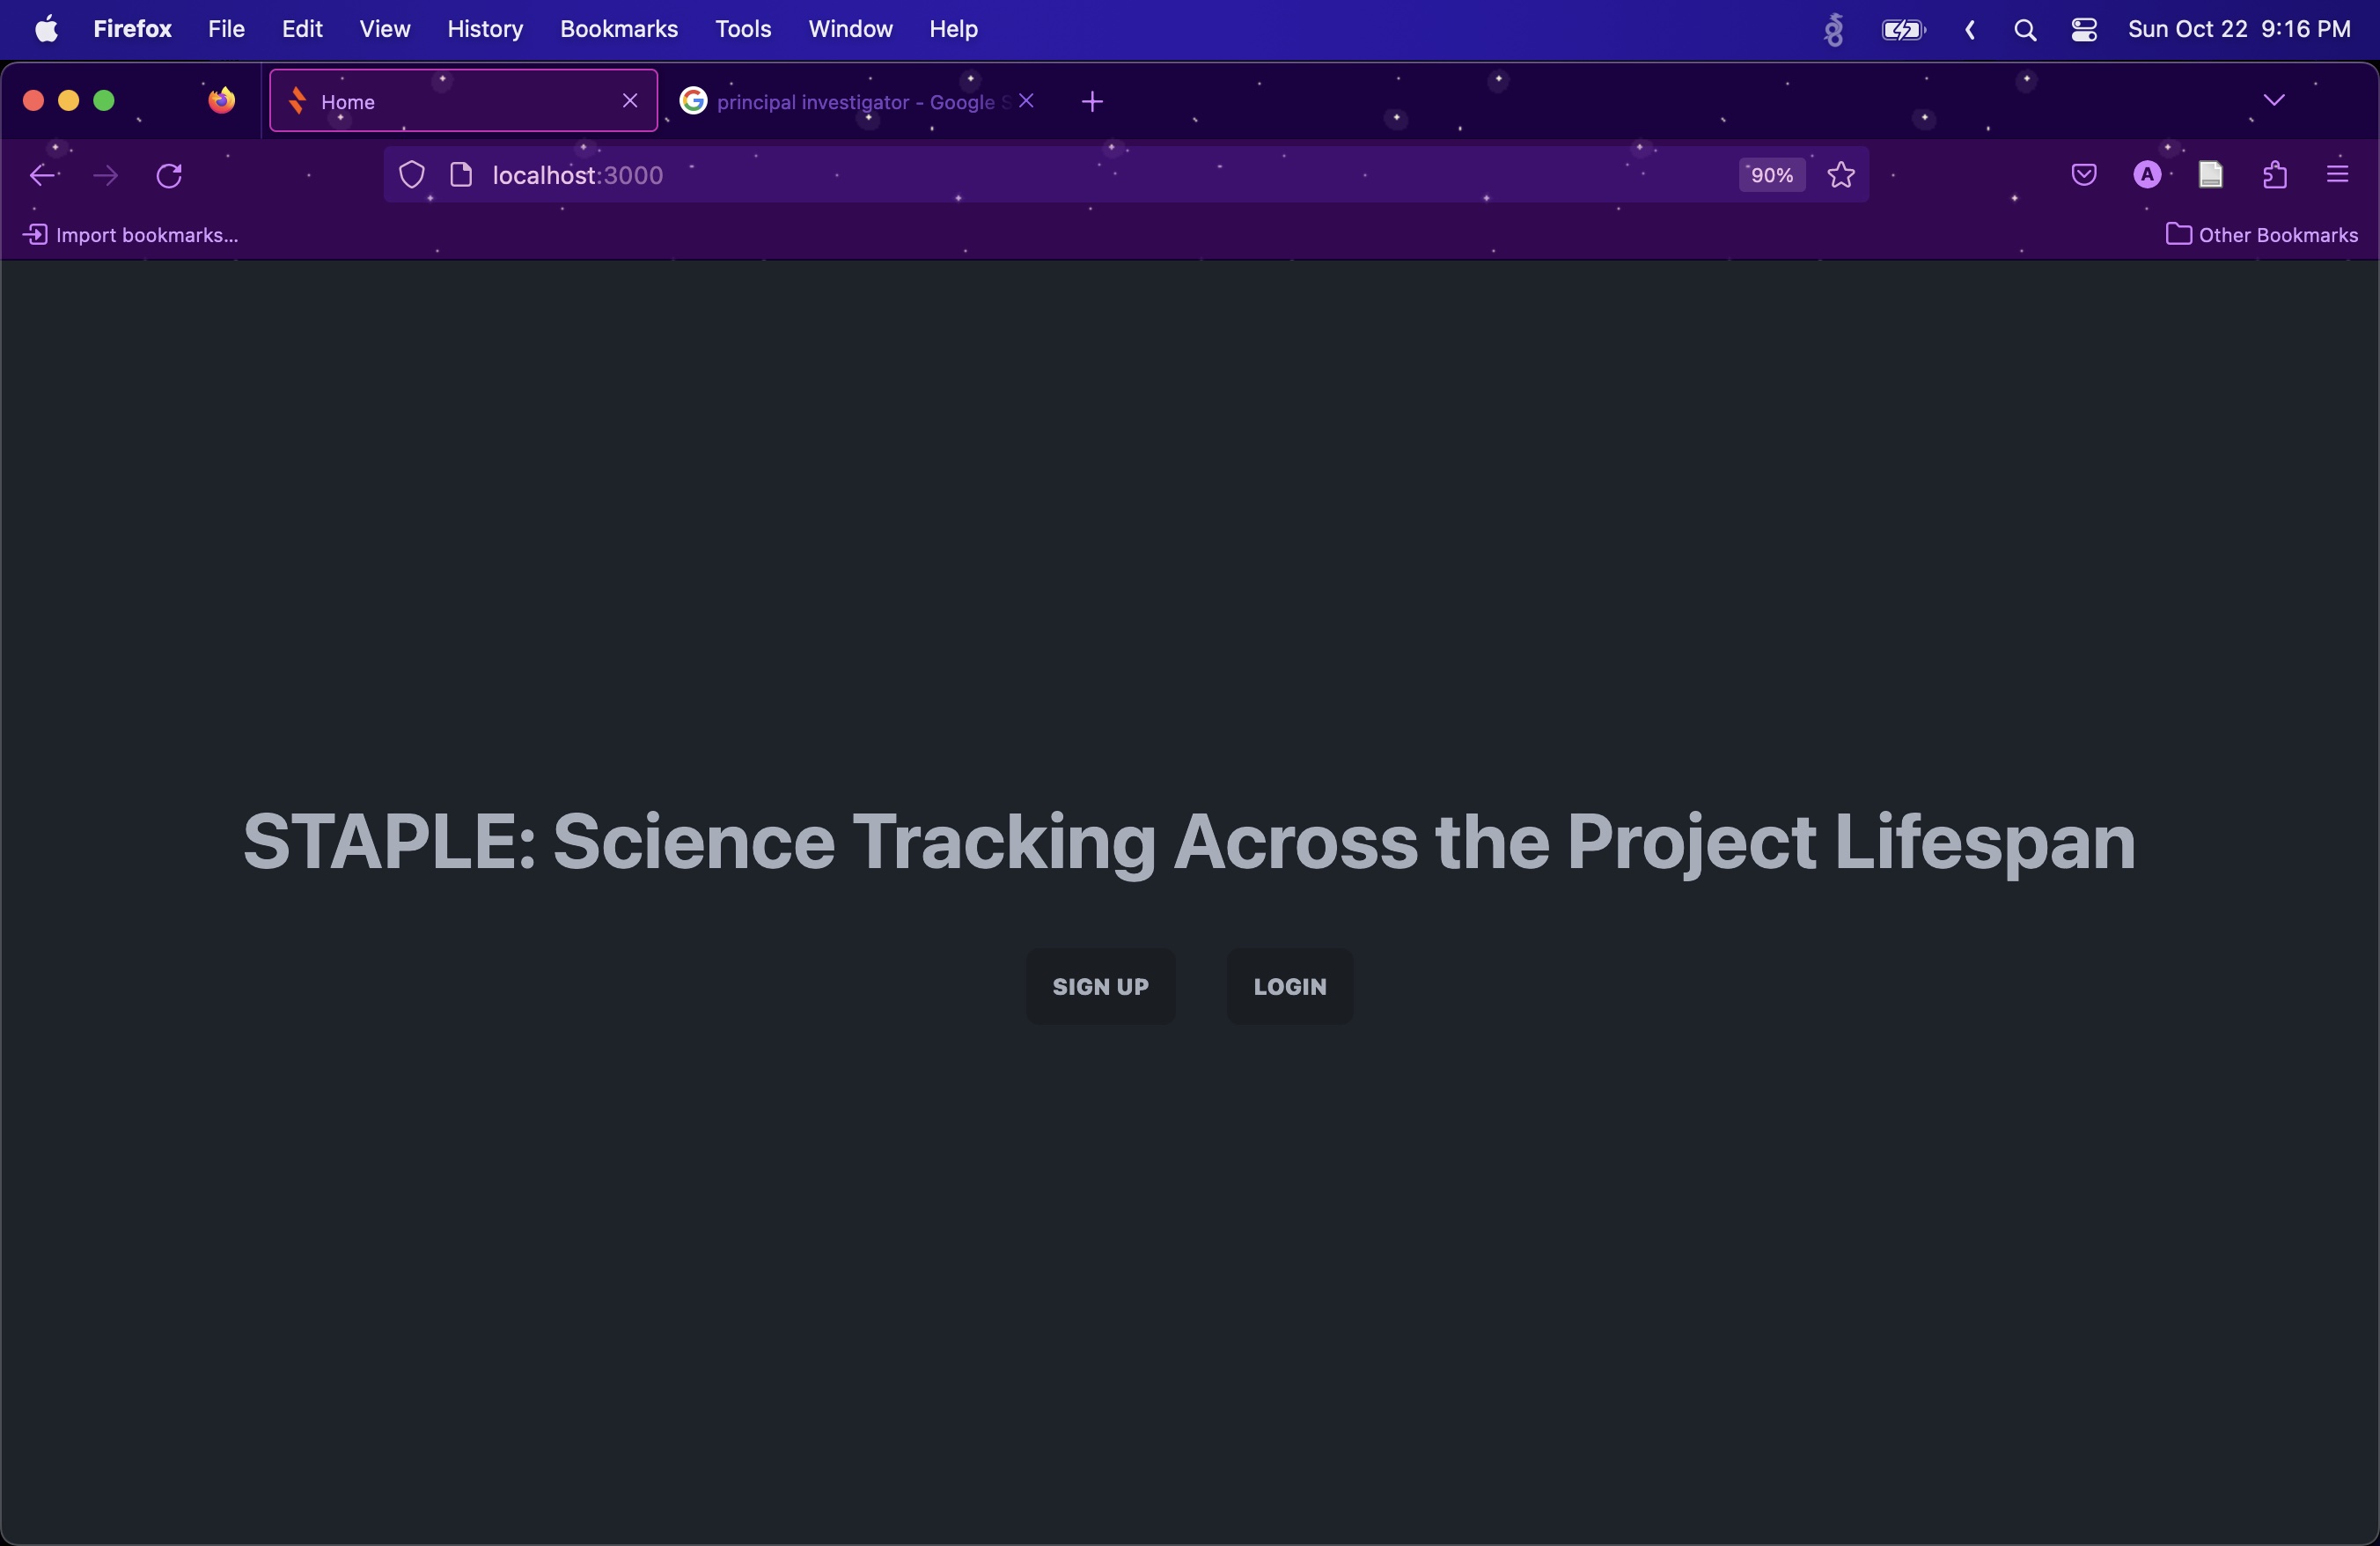 Firefox File Edit View History Bookmarks Tools Window Help Sun Oct 22 9:16 PM
Home principal investigator - Google S
localhost:3000 90% A
Import bookmarks... Other Bookmarks
STAPLE: Science Tracking Across the Project Lifespan
SIGN UP LOGIN